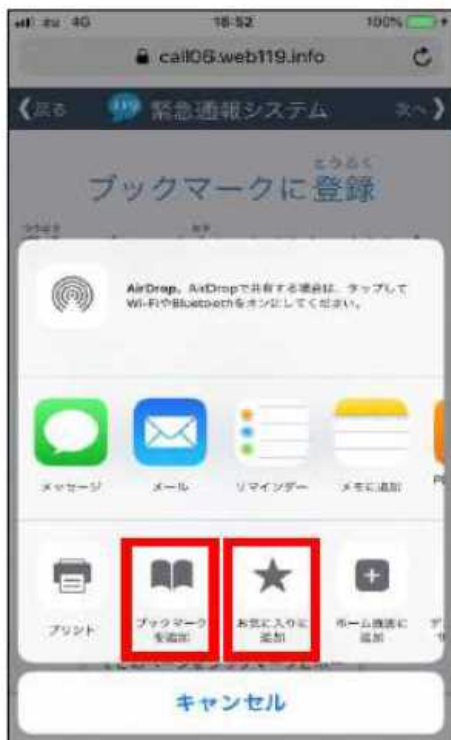 au 4G 16:52 100%
call06.web119.info
戻る 119 緊急通報システム 次へ
とうろく
ブックマークに登録
AirDrop。AirDropで共有する場合は、タップして
Wi-FiやBluetoothをオンにしてください。
メッセージ メール リマインダー メモに追加
プリント ブックマーク お気に入りに ホーム画面に
を追加 追加 追加
キャンセル